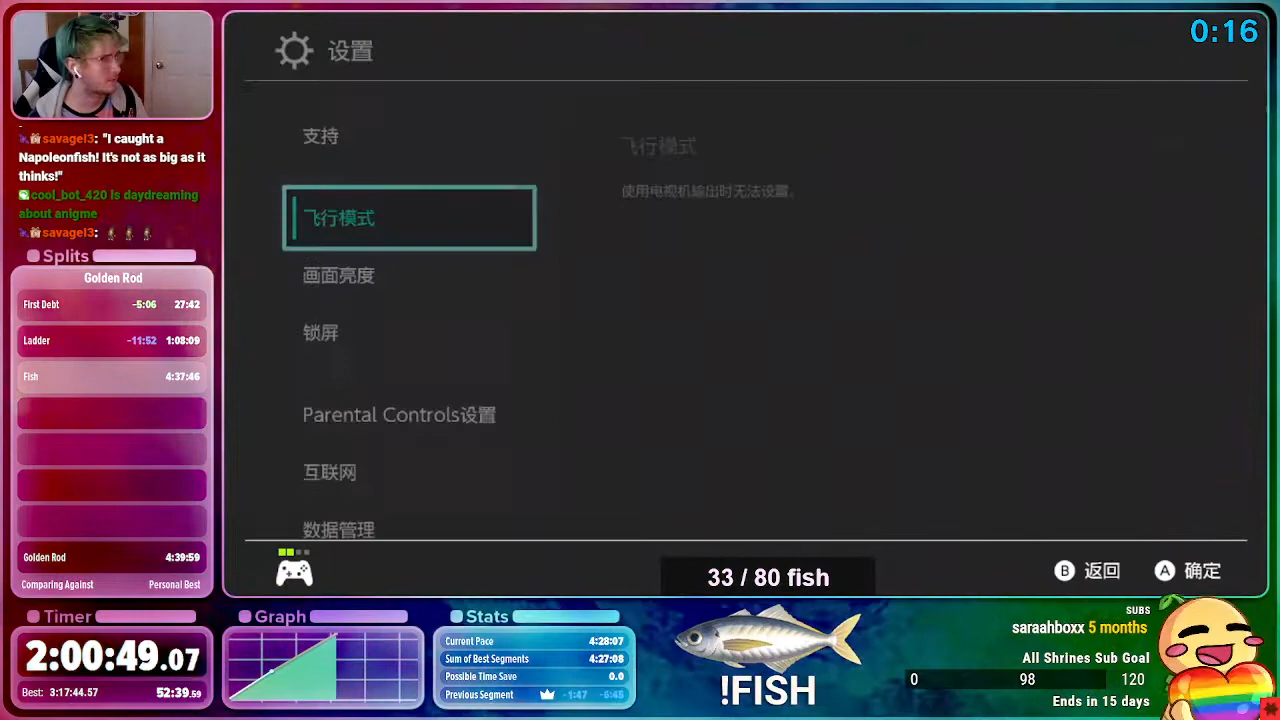 0:16
设置
支持
飞行模式
画面亮度
锁屏
Parental Controls设置
互联网
数据管理
飞行模式
使用电视机输出时无法设置。
B 返回
A 确定
33 / 80 fish
savagel3: "I caught a
Napoleonfish! It's not as big as it
thinks!"
cool_bot_420 is daydreaming
about anigme
savagel3:
Splits
Golden Rod
First Debt -5:06 27:42
Ladder -11:52 1:08:09
Fish 4:37:46
Golden Rod 4:39:59
Comparing Against Personal Best
Timer
2:00:49.07
Best: 3:17:44.57 52:39.59
Graph
Stats
Current Pace 4:28:07
Sum of Best Segments 4:27:08
Possible Time Save 0.0
Previous Segment -1:47 -5:45
!FISH
SUBS
saraahboxx 5 months
All Shrines Sub Goal
0 98 120
Ends in 15 days